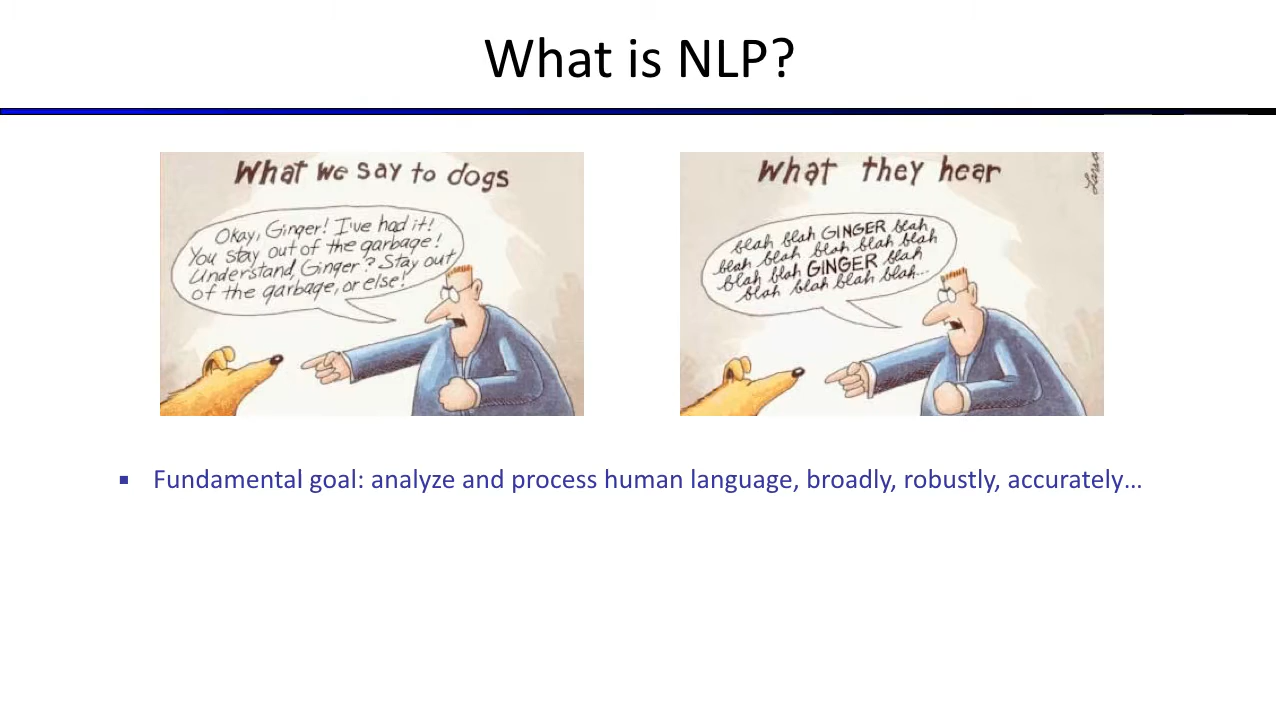 What is NLP?
What we say to dogs
Okay, Ginger! I've had it!
You stay out of the garbage!
Understand, Ginger? Stay out
of the garbage, or else!
What they hear
blah blah GINGER blah
blah blah blah blah blah
blah blah GINGER blah
blah blah blah blah...
Fundamental goal: analyze and process human language, broadly, robustly, accurately…